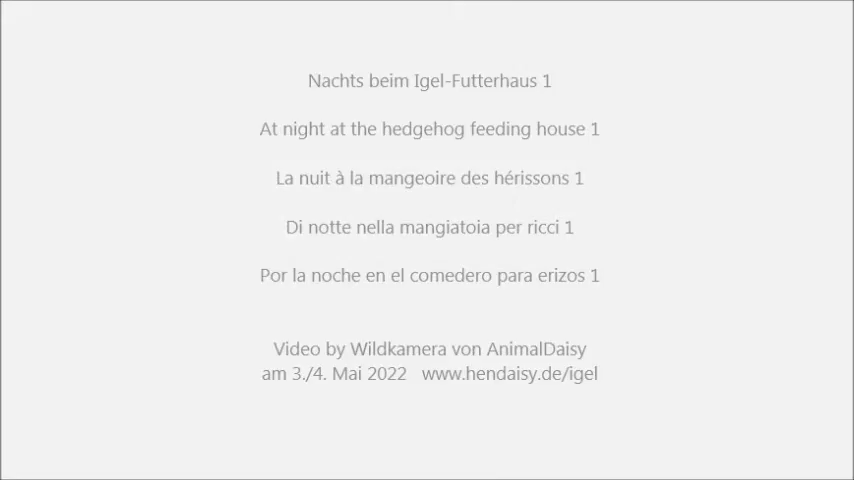 Nachts beim Igel-Futterhaus 1
At night at the hedgehog feeding house 1
La nuit à la mangeoire des hérissons 1
Di notte nella mangiatoia per ricci 1
Por la noche en el comedero para erizos 1
Video by Wildkamera von AnimalDaisy
am 3./4. Mai 2022 www.hendaisy.de/igel